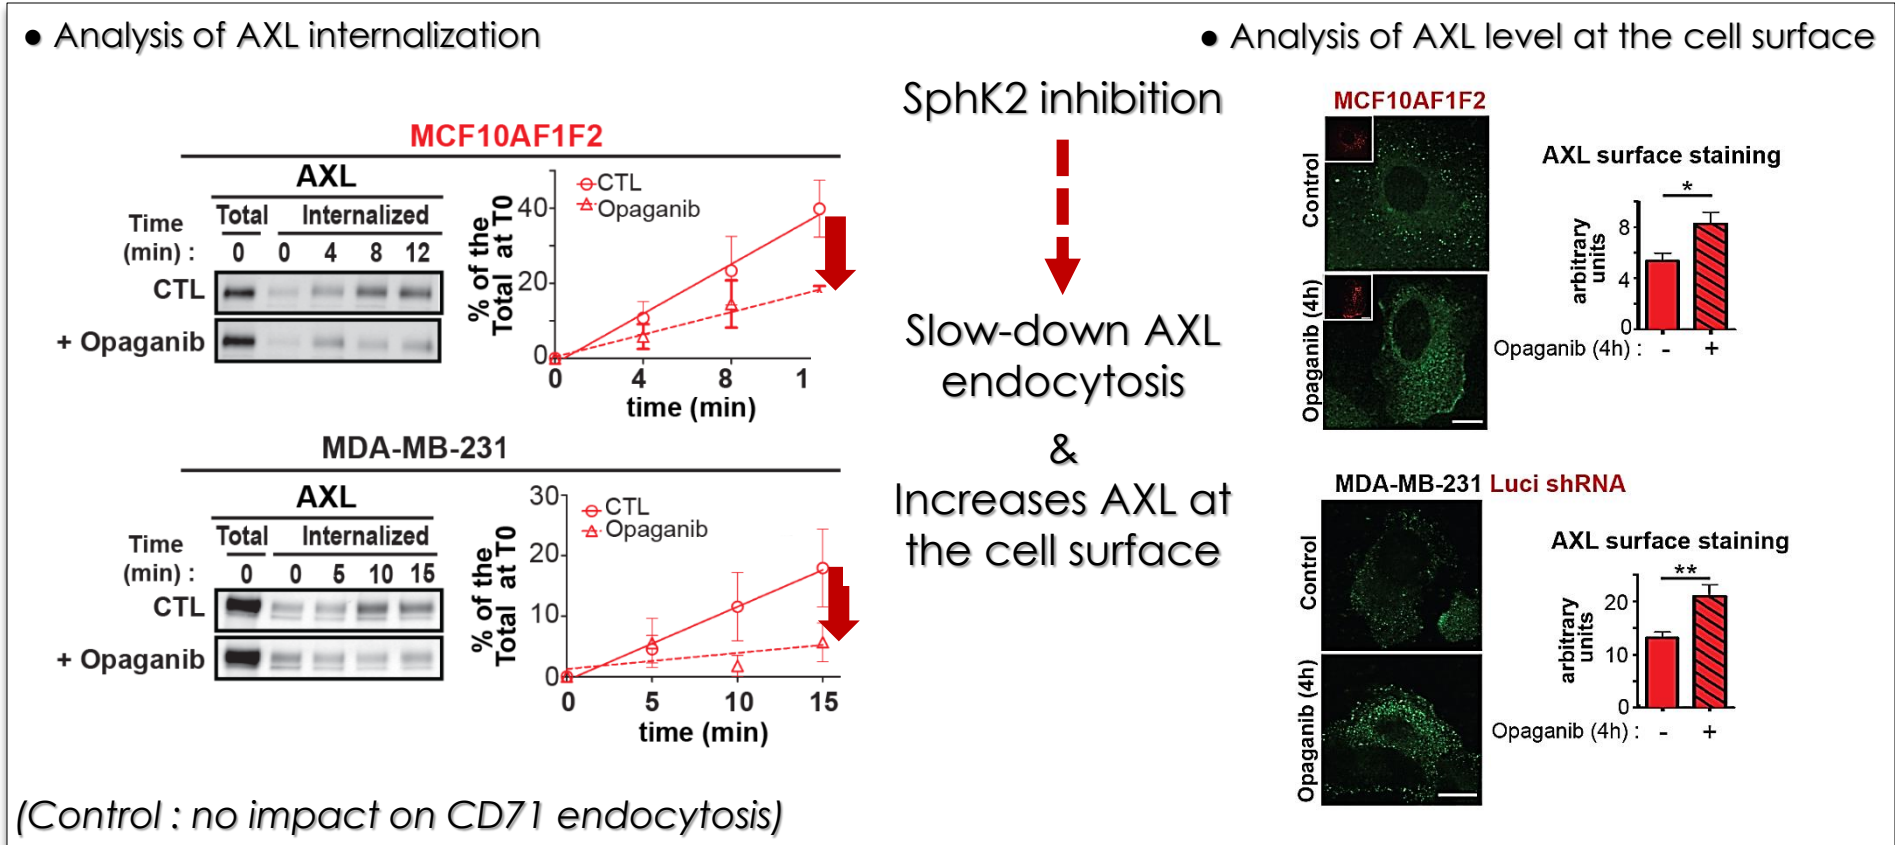 ● Analysis of AXL internalization
● Analysis of AXL level at the cell surface
MCF10AF1F2
AXL
Total Internalized
Time
(min) :
0 0 4 8 12
CTL
+ Opaganib
% of the
Total at T0
CTL
Opaganib
40
20
0
0 4 8 1
time (min)
MDA-MB-231
AXL
Total Internalized
Time
(min) :
0 0 5 10 15
CTL
+ Opaganib
% of the
Total at T0
CTL
Opaganib
30
20
10
0
0 5 10 15
time (min)
(Control : no impact on CD71 endocytosis)
SphK2 inhibition
Slow-down AXL
endocytosis
&
Increases AXL at
the cell surface
MCF10AF1F2
Control
Opaganib (4h)
AXL surface staining
*
arbitrary
units
8
4
0
Opaganib (4h) : - +
MDA-MB-231 Luci shRNA
Control
Opaganib (4h)
AXL surface staining
**
arbitrary
units
20
10
0
Opaganib (4h) : - +